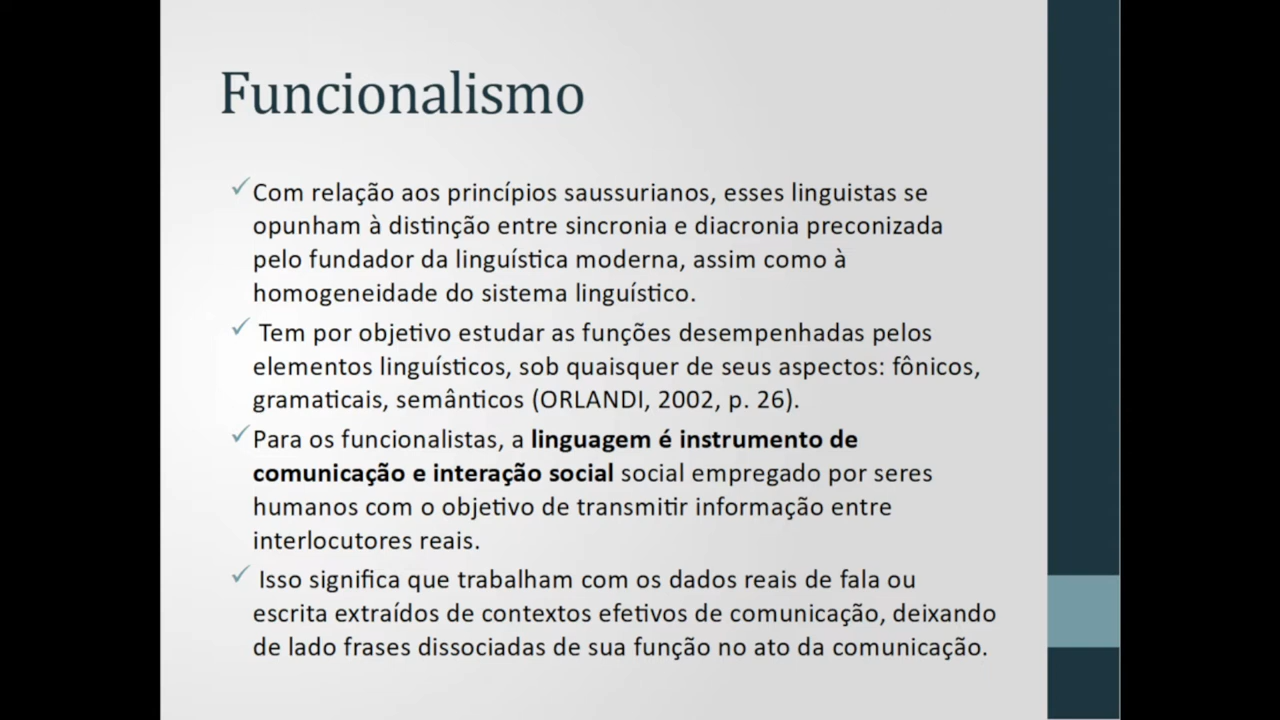 Funcionalismo
Com relação aos princípios saussurianos, esses linguistas se
opunham à distinção entre sincronia e diacronia preconizada
pelo fundador da linguística moderna, assim como à
homogeneidade do sistema linguístico.
Tem por objetivo estudar as funções desempenhadas pelos
elementos linguísticos, sob quaisquer de seus aspectos: fônicos,
gramaticais, semânticos (ORLANDI, 2002, p. 26).
Para os funcionalistas, a linguagem é instrumento de
comunicação e interação social social empregado por seres
humanos com o objetivo de transmitir informação entre
interlocutores reais.
Isso significa que trabalham com os dados reais de fala ou
escrita extraídos de contextos efetivos de comunicação, deixando
de lado frases dissociadas de sua função no ato da comunicação.